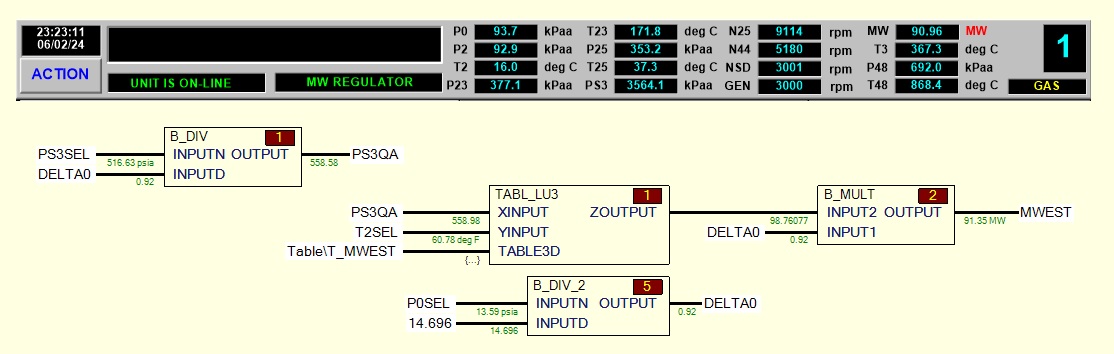 23:23:11
06/02/24
ACTION
UNIT IS ON-LINE
MW REGULATOR
P0 93.7 kPaa T23 171.8 deg C N25 9114 rpm MW 90.96 MW
P2 92.9 kPaa P25 353.2 kPaa N44 5180 rpm T3 367.3 deg C
T2 16.0 deg C T25 37.3 deg C NSD 3001 rpm P48 692.0 kPaa
P23 377.1 kPaa PS3 3564.1 kPaa GEN 3000 rpm T48 868.4 deg C
1
GAS
B_DIV 1
PS3SEL 516.63 psia INPUTN OUTPUT 558.58 PS3QA
DELTA0 0.92 INPUTD
TABL_LU3 1
PS3QA 558.98 XINPUT ZOUTPUT 98.76077
T2SEL 60.78 deg F YINPUT
Table\T_MWEST {...} TABLE3D
B_MULT 2
INPUT2 OUTPUT 91.35 MW MWEST
DELTA0 0.92 INPUT1
B_DIV_2 5
P0SEL 13.59 psia INPUTN OUTPUT 0.92 DELTA0
14.696 14.696 INPUTD